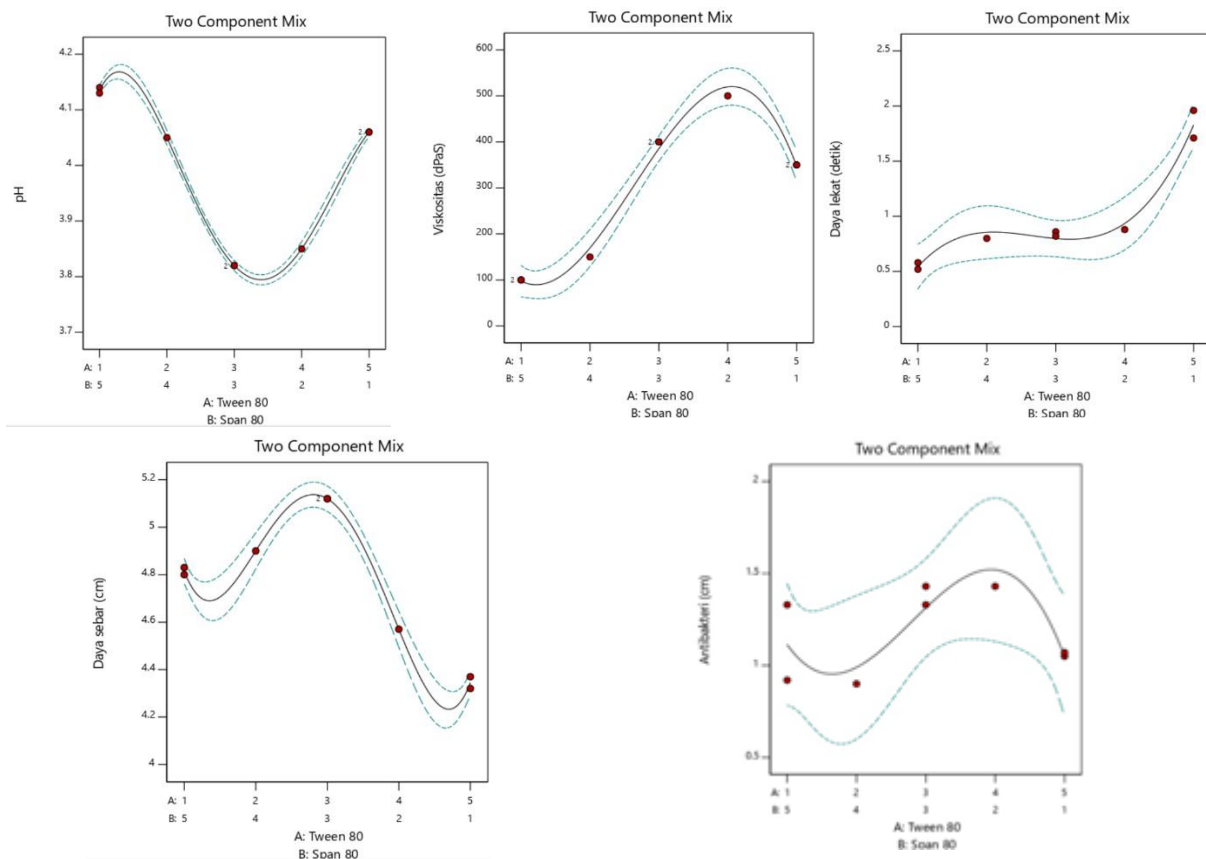 Two Component Mix
4.2
4.1
4
3.9
3.8
3.7
pH
2
2
A: 1 2 3 4 5
B: 5 4 3 2 1
A: Tween 80
B: Span 80
Two Component Mix
600
500
400
300
200
100
0
Viskositas (dPaS)
2
2
2
A: 1 2 3 4 5
B: 5 4 3 2 1
A: Tween 80
B: Span 80
Two Component Mix
2.5
2
1.5
1
0.5
0
Daya lekat (detik)
A: 1 2 3 4 5
B: 5 4 3 2 1
A: Tween 80
B: Span 80
Two Component Mix
5.2
5
4.8
4.6
4.4
4.2
4
Daya sebar (cm)
2
A: 1 2 3 4 5
B: 5 4 3 2 1
A: Tween 80
B: Span 80
Two Component Mix
2
1.5
1
0.5
Antibakteri (cm)
A: 1 2 3 4 5
B: 5 4 3 2 1
A: Tween 80
B: Span 80